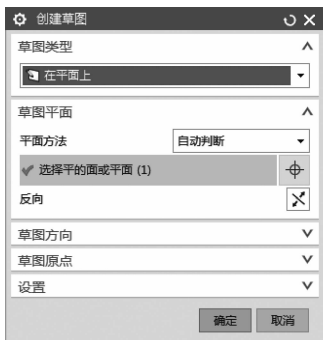 创建草图
草图类型
在平面上
草图平面
平面方法 自动判断
选择平的面或平面 (1)
反向
草图方向
草图原点
设置
确定 取消